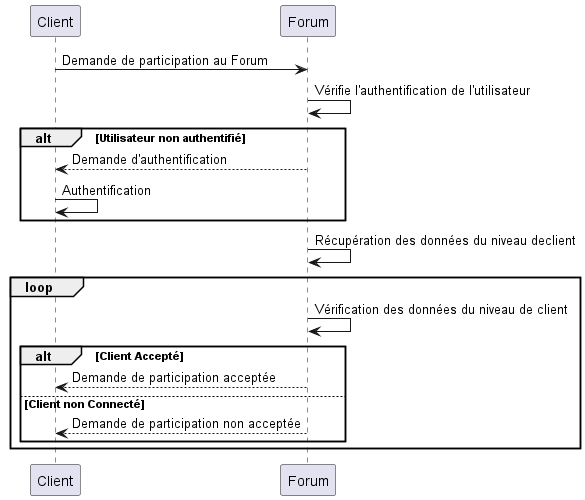 Client Forum
Demande de participation au Forum
Vérifie l'authentification de l'utilisateur
alt [Utilisateur non authentifié]
Demande d'authentification
Authentification
Récupération des données du niveau declient
loop
Vérification des données du niveau de client
alt [Client Accepté]
Demande de participation acceptée
[Client non Connecté]
Demande de participation non acceptée
Client Forum